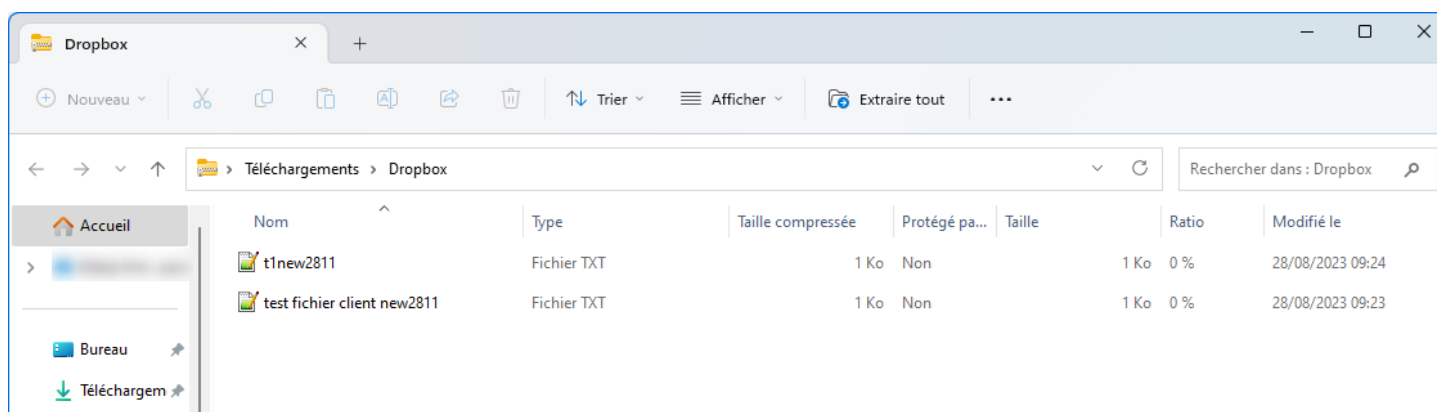 Dropbox
Nouveau Trier Afficher Extraire tout ...
Téléchargements > Dropbox Rechercher dans : Dropbox
Accueil Nom Type Taille compressée Protégé pa... Taille Ratio Modifié le
t1new2811 Fichier TXT 1 Ko Non 1 Ko 0 % 28/08/2023 09:24
test fichier client new2811 Fichier TXT 1 Ko Non 1 Ko 0 % 28/08/2023 09:23
Bureau
Téléchargem